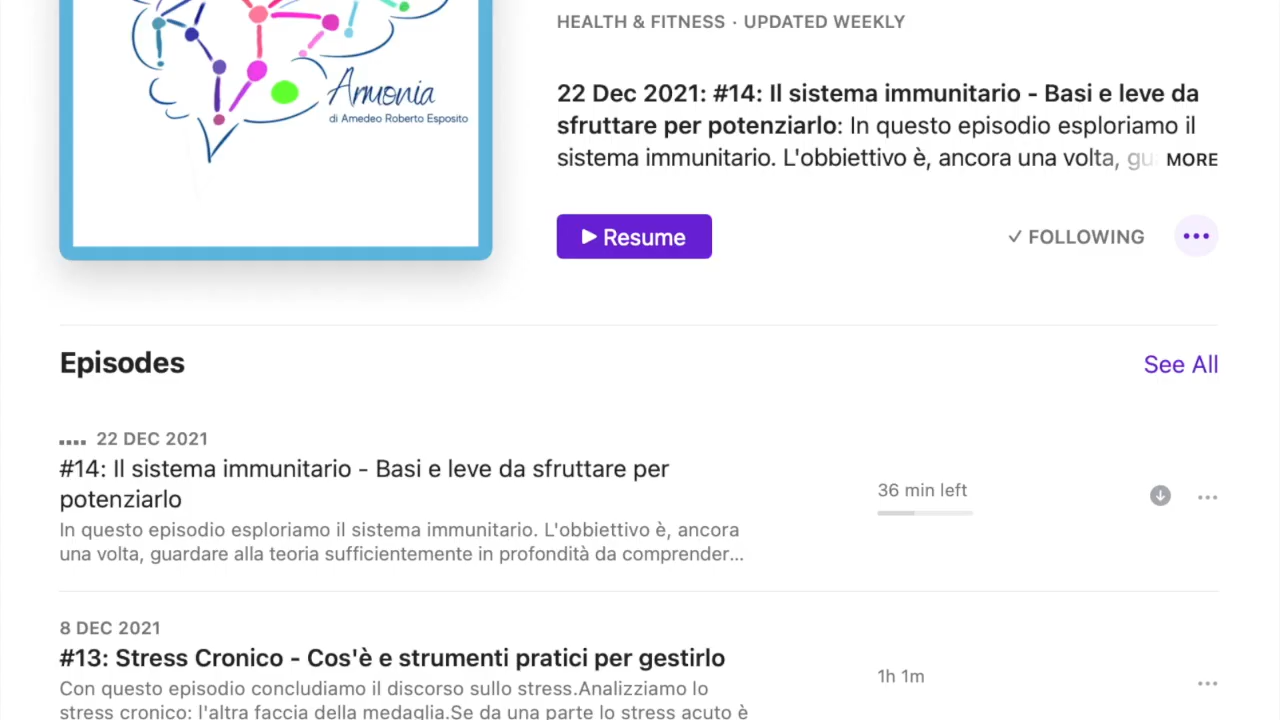 Armonia
di Amedeo Roberto Esposito
HEALTH & FITNESS · UPDATED WEEKLY
22 Dec 2021: #14: Il sistema immunitario - Basi e leve da
sfruttare per potenziarlo: In questo episodio esploriamo il
sistema immunitario. L'obbiettivo è, ancora una volta, MORE
Resume
FOLLOWING
Episodes
See All
22 DEC 2021
#14: Il sistema immunitario - Basi e leve da sfruttare per
potenziarlo
In questo episodio esploriamo il sistema immunitario. L'obbiettivo è, ancora
una volta, guardare alla teoria sufficientemente in profondità da comprender...
36 min left
8 DEC 2021
#13: Stress Cronico - Cos'è e strumenti pratici per gestirlo
Con questo episodio concludiamo il discorso sullo stress.Analizziamo lo
stress cronico: l'altra faccia della medaglia.Se da una parte lo stress acuto è
1h 1m